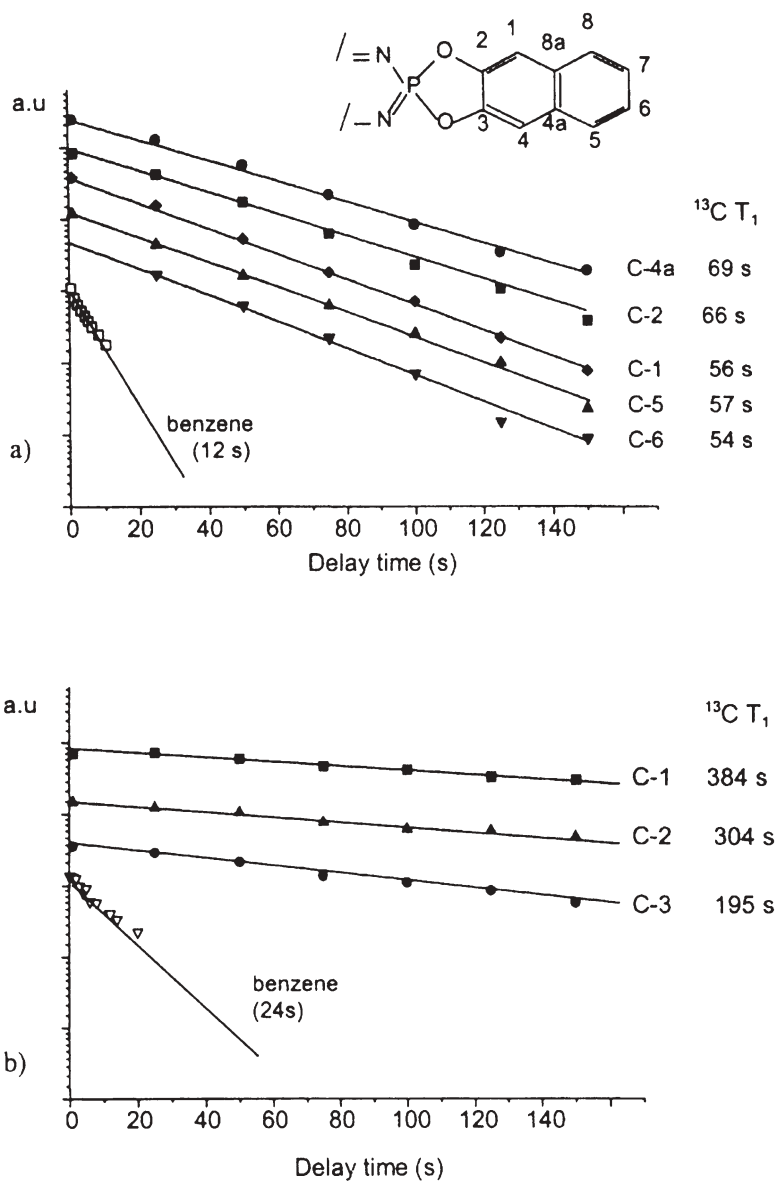 1
8
2
8a
7
O
N
=
P
N
O
3
4a
6
4
5
a.u
¹³C T₁
C-4a 69 s
C-2 66 s
C-1 56 s
C-5 57 s
C-6 54 s
benzene
(12 s)
a)
0 20 40 60 80 100 120 140
Delay time (s)
a.u
¹³C T₁
C-1 384 s
C-2 304 s
C-3 195 s
benzene
(24s)
b)
0 20 40 60 80 100 120 140
Delay time (s)